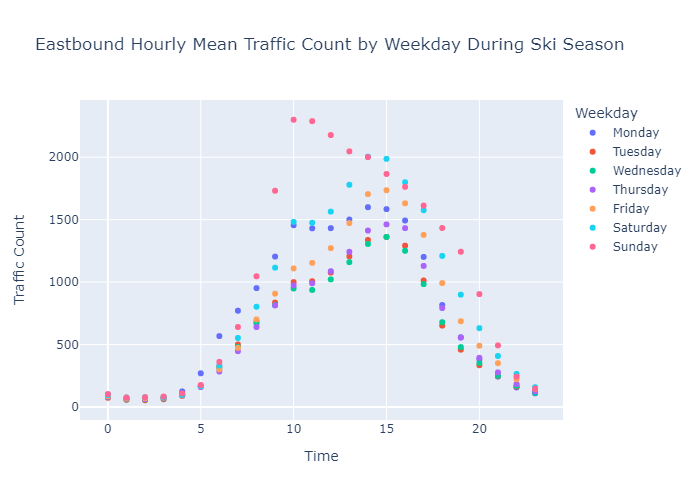 Eastbound Hourly Mean Traffic Count by Weekday During Ski Season
Weekday
Monday
Tuesday
Wednesday
Thursday
Friday
Saturday
Sunday
Traffic Count
2000
1500
1000
500
0
0 5 10 15 20
Time